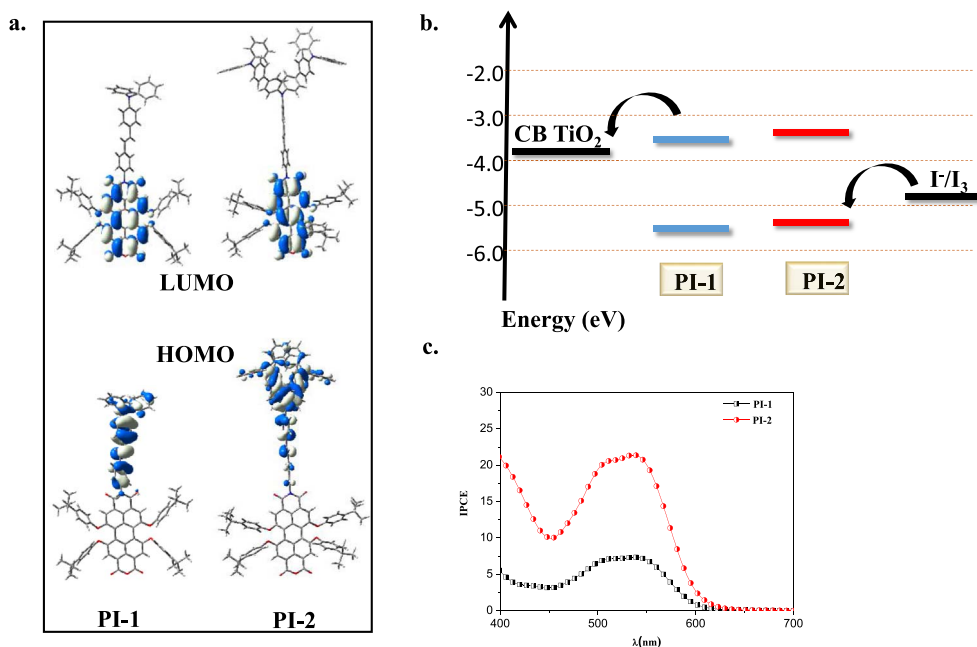 a.
LUMO
HOMO
PI-1
PI-2
b.
-2.0
-3.0
CB TiO₂
-4.0
I⁻/I₃
-5.0
-6.0
PI-1
PI-2
Energy (eV)
c.
30
25
20
15
10
5
0
IPCE
PI-1
PI-2
400
500
600
700
λ(nm)